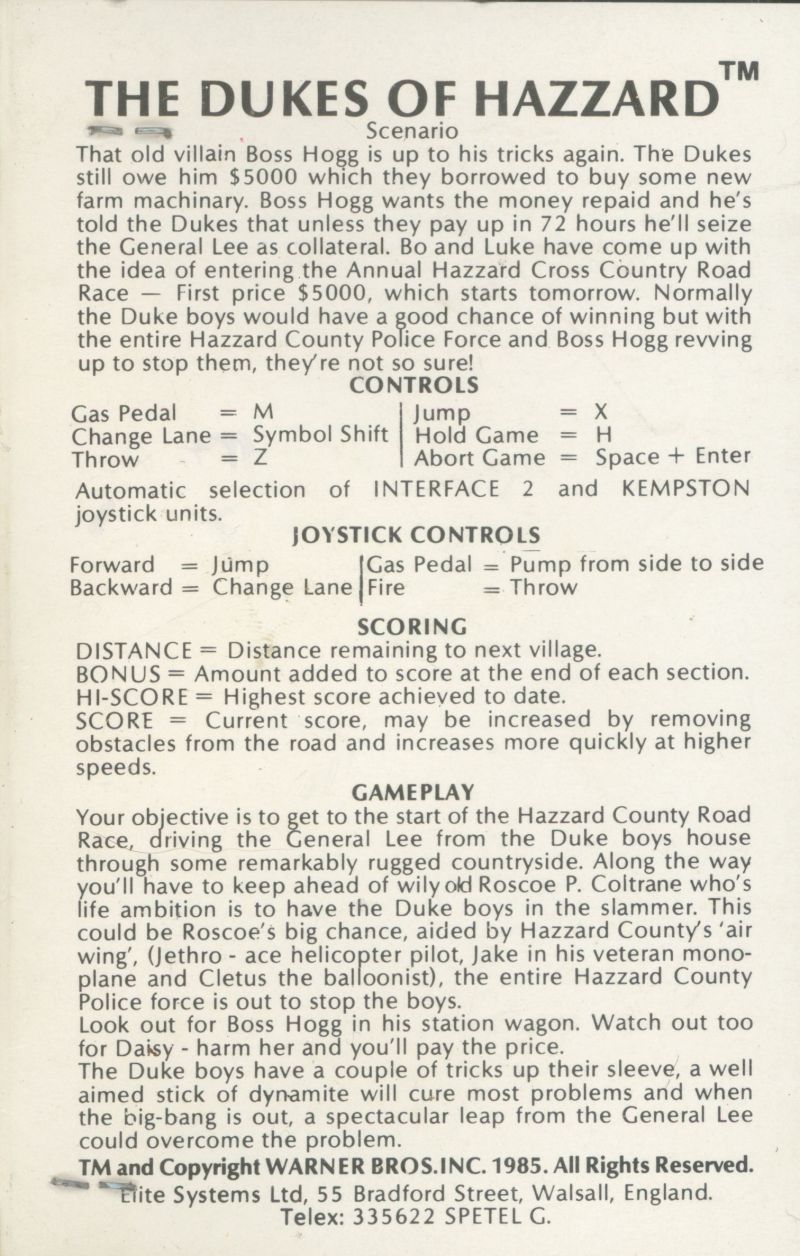 THE DUKES OF HAZZARD™
Scenario
That old villain Boss Hogg is up to his tricks again. The Dukes
still owe him $5000 which they borrowed to buy some new
farm machinary. Boss Hogg wants the money repaid and he's
told the Dukes that unless they pay up in 72 hours he'll seize
the General Lee as collateral. Bo and Luke have come up with
the idea of entering the Annual Hazzard Cross Country Road
Race — First price $5000, which starts tomorrow. Normally
the Duke boys would have a good chance of winning but with
the entire Hazzard County Police Force and Boss Hogg revving
up to stop them, they're not so sure!
CONTROLS
Gas Pedal = M | Jump = X
Change Lane = Symbol Shift | Hold Game = H
Throw = Z | Abort Game = Space + Enter
Automatic selection of INTERFACE 2 and KEMPSTON
joystick units.
JOYSTICK CONTROLS
Forward = Jump | Gas Pedal = Pump from side to side
Backward = Change Lane | Fire = Throw
SCORING
DISTANCE = Distance remaining to next village.
BONUS = Amount added to score at the end of each section.
HI-SCORE = Highest score achieved to date.
SCORE = Current score, may be increased by removing
obstacles from the road and increases more quickly at higher
speeds.
GAMEPLAY
Your objective is to get to the start of the Hazzard County Road
Race, driving the General Lee from the Duke boys house
through some remarkably rugged countryside. Along the way
you'll have to keep ahead of wily old Roscoe P. Coltrane who's
life ambition is to have the Duke boys in the slammer. This
could be Roscoe's big chance, aided by Hazzard County's 'air
wing', (Jethro - ace helicopter pilot, Jake in his veteran mono-
plane and Cletus the balloonist), the entire Hazzard County
Police force is out to stop the boys.
Look out for Boss Hogg in his station wagon. Watch out too
for Daisy - harm her and you'll pay the price.
The Duke boys have a couple of tricks up their sleeve, a well
aimed stick of dynamite will cure most problems and when
the big-bang is out, a spectacular leap from the General Lee
could overcome the problem.
TM and Copyright WARNER BROS.INC. 1985. All Rights Reserved.
Elite Systems Ltd, 55 Bradford Street, Walsall, England.
Telex: 335622 SPETEL G.